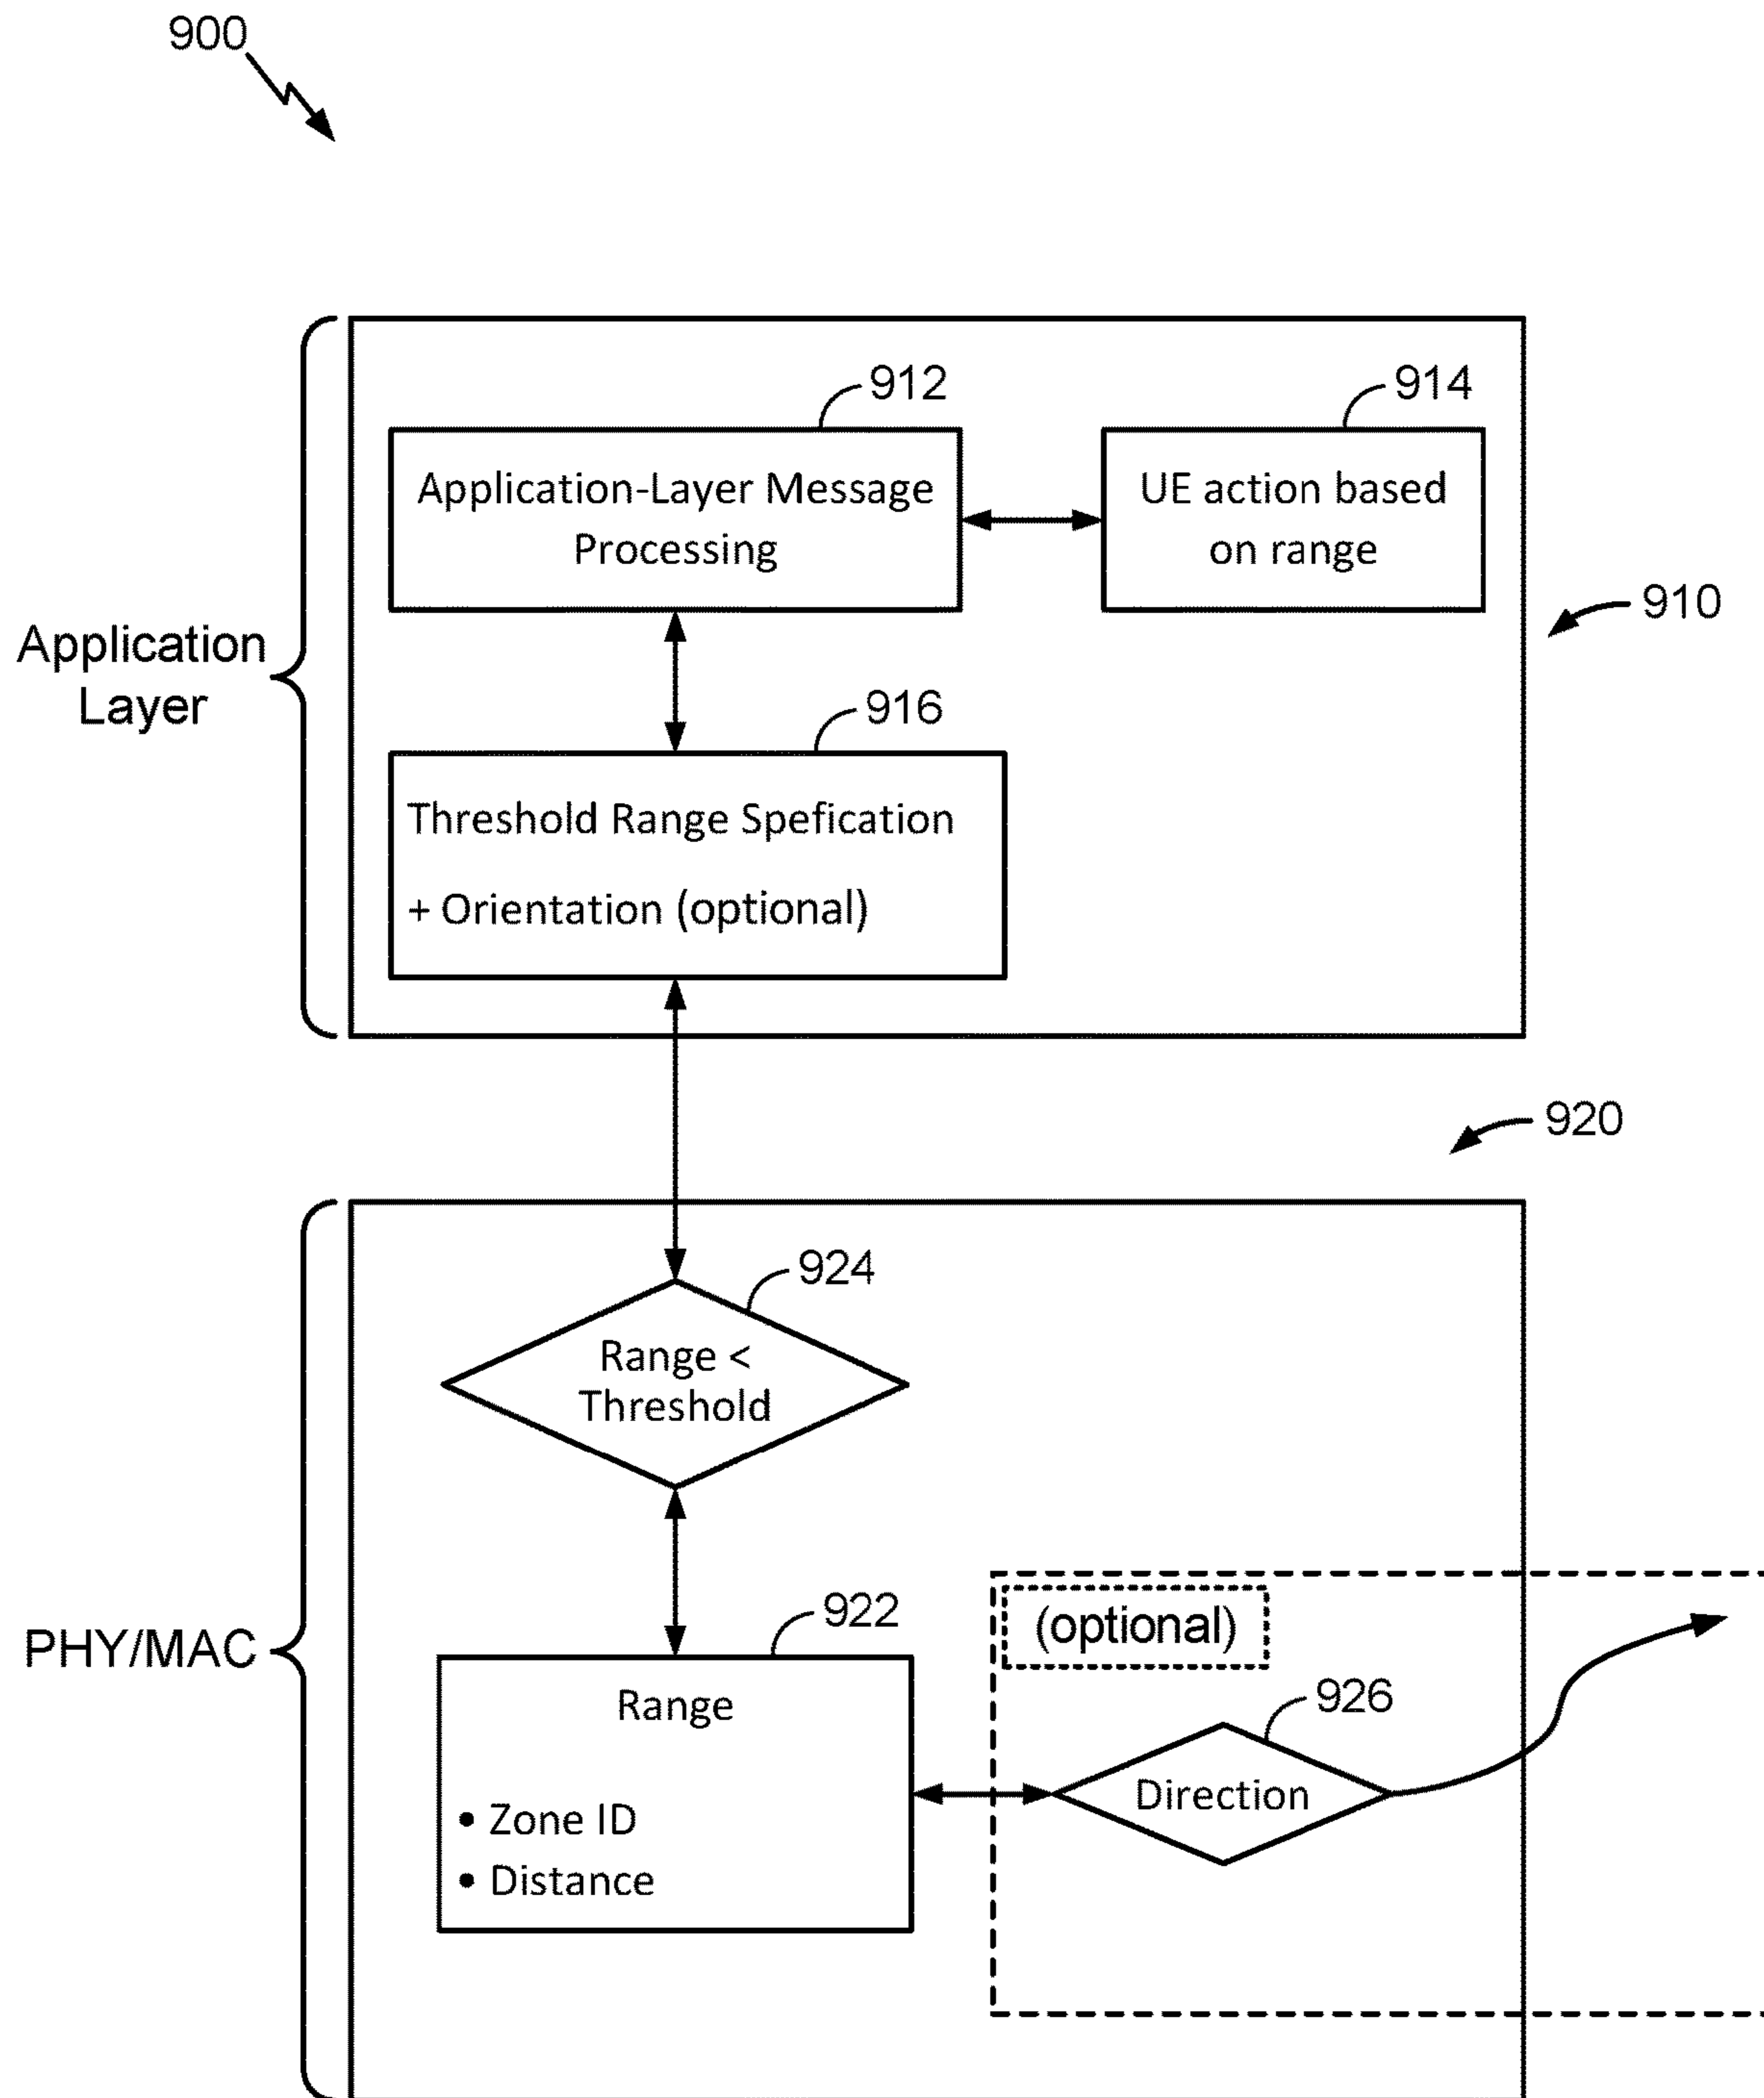 900
912
914
Application-Layer Message
Processing
UE action based
on range
910
Application
Layer
916
Threshold Range Spefication
+ Orientation (optional)
920
924
Range <
Threshold
922
(optional)
PHY/MAC
Range
926
Direction
• Zone ID
• Distance